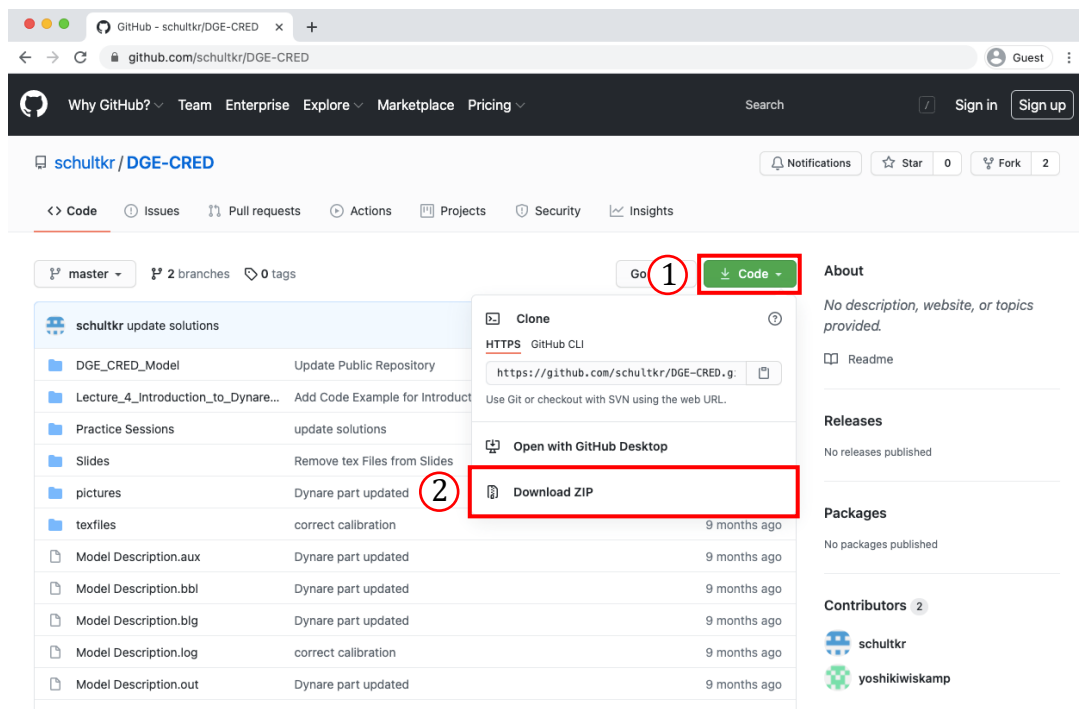 GitHub - schultkr/DGE-CRED
github.com/schultkr/DGE-CRED Guest
Why GitHub? Team Enterprise Explore Marketplace Pricing Search / Sign in Sign up
schultkr / DGE-CRED Notifications Star 0 Fork 2
Code Issues Pull requests Actions Projects Security Insights
master 2 branches 0 tags Go 1 Code
About
No description, website, or topics
provided.
Readme
Releases
No releases published
Packages
No packages published
Contributors 2
schultkr
yoshikiwiskamp
Clone
HTTPS GitHub CLI
https://github.com/schultkr/DGE-CRED.g
Use Git or checkout with SVN using the web URL.
Open with GitHub Desktop
2 Download ZIP
schultkr update solutions
DGE_CRED_Model Update Public Repository
Lecture_4_Introduction_to_Dynare... Add Code Example for Introduct
Practice Sessions update solutions
Slides Remove tex Files from Slides
pictures Dynare part updated
texfiles correct calibration 9 months ago
Model Description.aux Dynare part updated 9 months ago
Model Description.bbl Dynare part updated 9 months ago
Model Description.blg Dynare part updated 9 months ago
Model Description.log correct calibration 9 months ago
Model Description.out Dynare part updated 9 months ago